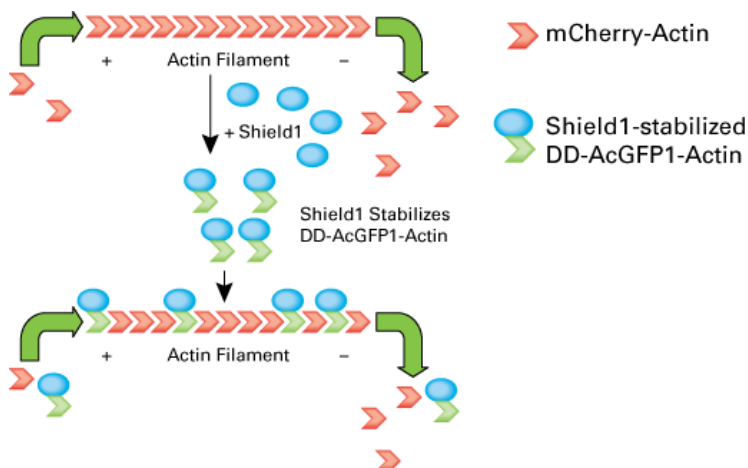 mCherry-Actin
+ Actin Filament –
+ Shield1
Shield1-stabilized
DD-AcGFP1-Actin
Shield1 Stabilizes
DD-AcGFP1-Actin
+ Actin Filament –